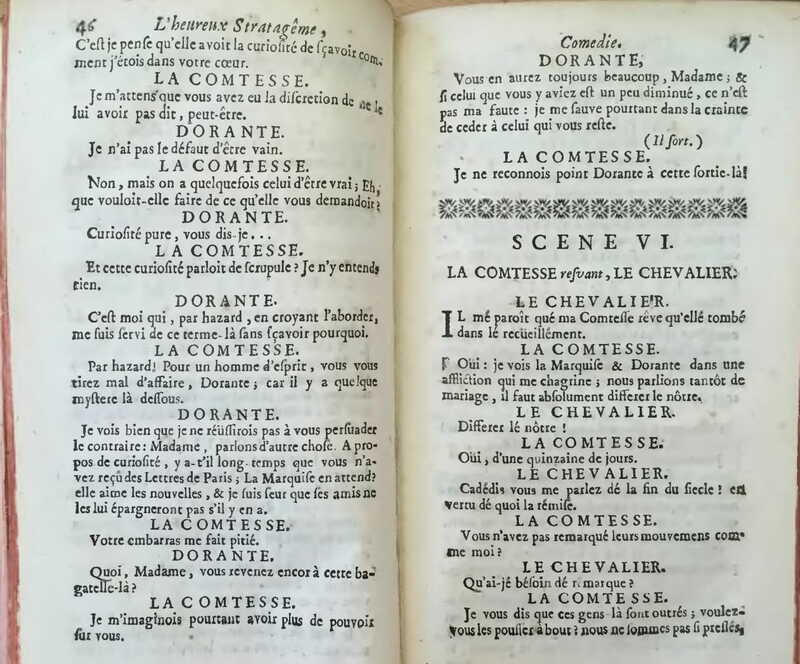 46 L'heureux Stratagême,
C'est je pense qu'elle avoit la curiosité de sçavoir com-
ment j'étois dans votre cœur.
LA COMTESSE.
Je m'attens que vous avez eu la discretion de ne le
lui avoir pas dit, peut-être.
DORANTE.
Je n'ai pas le défaut d'être vain.
LA COMTESSE.
Non, mais on a quelquefois celui d'être vrai; Eh,
que vouloit-elle faire de ce qu'elle vous demandoit?
DORANTE.
Curiosité pure, vous dis-je...
LA COMTESSE.
Et cette curiosité parloit de scrupule? Je n'y entends
rien.
DORANTE.
C'est moi qui, par hazard, en croyant l'aborder,
me suis servi de ce terme-là sans sçavoir pourquoi.
LA COMTESSE.
Par hazard! Pour un homme d'esprit, vous vous
tirez mal d'affaire, Dorante; car il y a quelque
mystere là dessous.
DORANTE.
Je vois bien que je ne réüssirois pas à vous persuader
le contraire: Madame, parlons d'autre chose. A pro-
pos de curiosité, y a-t'il long-temps que vous n'a-
vez reçû des Lettres de Paris; La Marquise en attend?
elle aime les nouvelles, & je suis seur que ses amis ne
les lui épargneront pas s'il y en a.
LA COMTESSE.
Votre embarras me fait pitié.
DORANTE.
Quoi, Madame, vous revenez encor à cette ba-
gatelle-là?
LA COMTESSE.
Je m'imaginois pourtant avoir plus de pouvoir
sur vous.
Comedie. 47
DORANTE,
Vous en aurez toujours beaucoup, Madame; &
si celui que vous y aviez est un peu diminué, ce n'est
pas ma faute: je me sauve pourtant dans la crainte
de ceder à celui qui vous reste.
(Il sort.)
LA COMTESSE.
Je ne reconnois point Dorante à cette sortie-là!
SCENE VI.
LA COMTESSE resvant, LE CHEVALIER.
LE CHEVALIER.
IL mé paroît qué ma Comtesse rêve qu'ellé tombé
dans lé recüeillément.
LA COMTESSE.
Oüi: je vois la Marquise & Dorante dans une
affliction qui me chagrine; nous parlions tantôt de
mariage, il faut absolument differer le nôtre.
LE CHEVALIER.
Differer lé nôtre!
LA COMTESSE.
Oüi, d'une quinzaine de jours.
LE CHEVALIER.
Cadédis vous me parlez dé la fin du siecle! en
vertu dé quoi la rémise.
LA COMTESSE.
Vous n'avez pas remarqué leurs mouvemens com-
me moi?
LE CHEVALIER.
Qu'ai-jé bésoin dé rémarque?
LA COMTESSE.
Je vous dis que ces gens là sont outrés; voulez-
vous les pousser à bout? nous ne sommes pas si pressés,